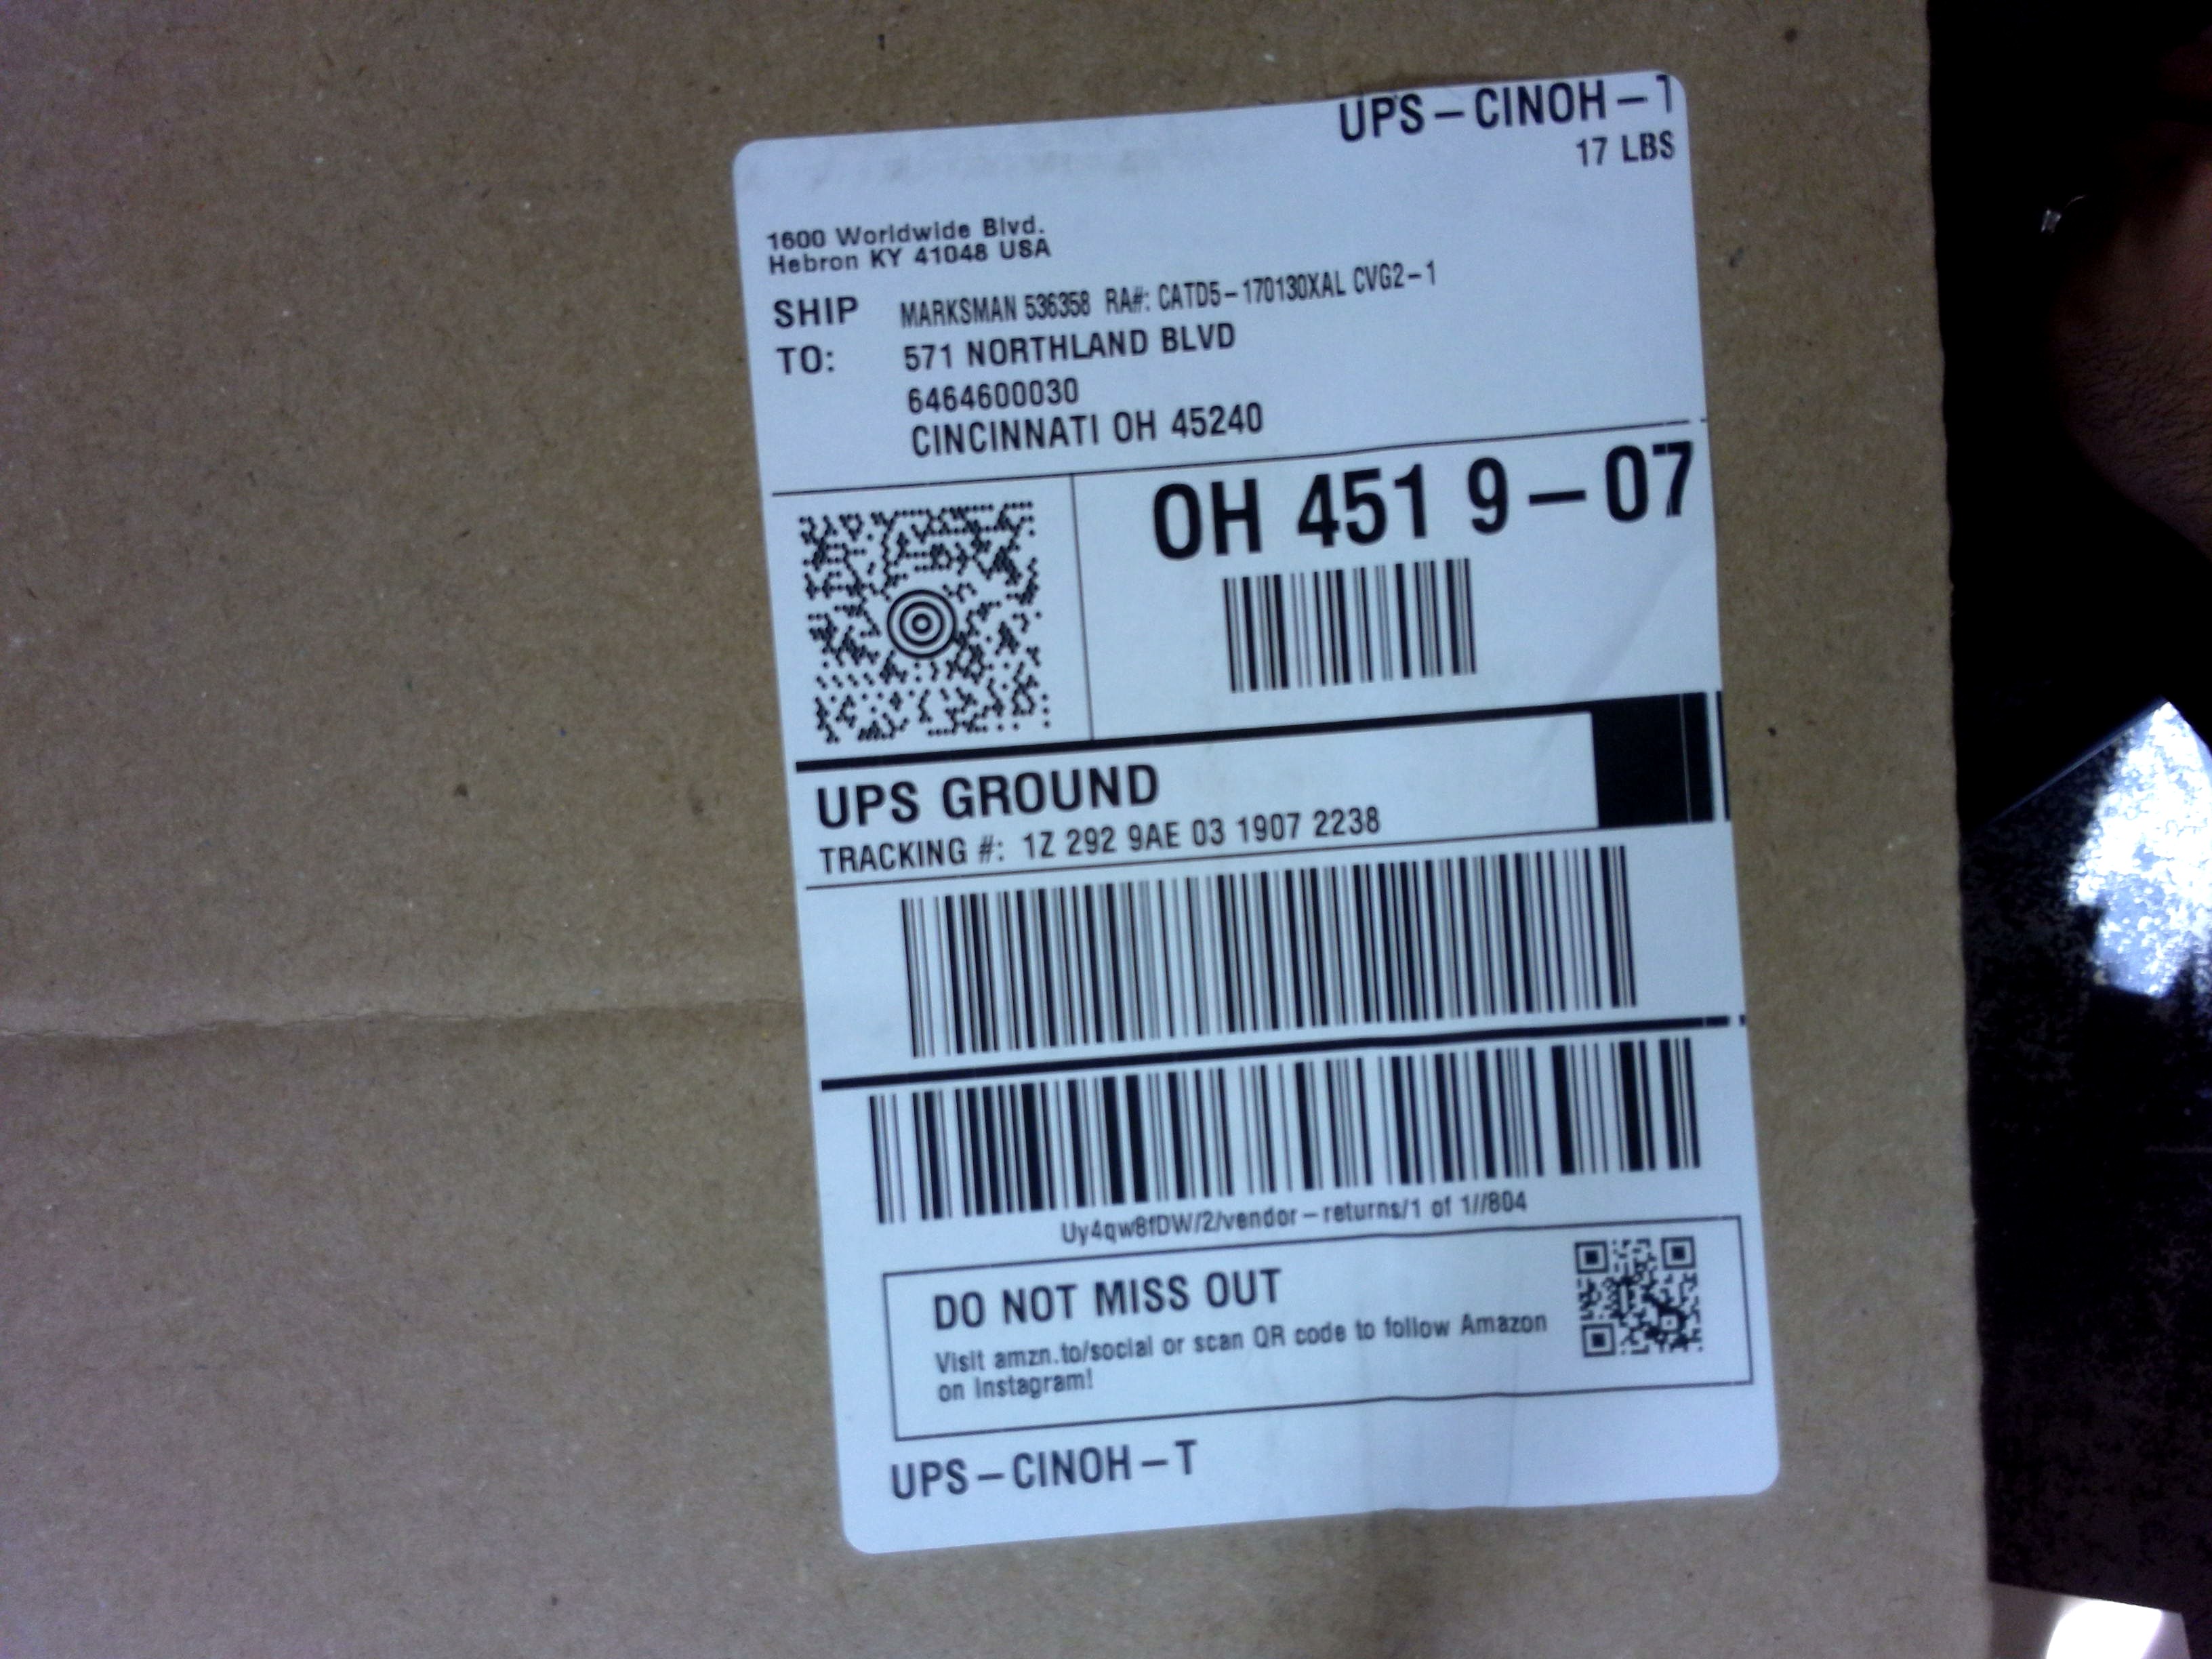 UPS-CINOH-T
17 LBS
1600 Worldwide Blvd.
Hebron KY 41048 USA
SHIP TO:
MARKSMAN 536358 RA#: CATD5-170130XAL CVG2-1
571 NORTHLAND BLVD
6464600030
CINCINNATI OH 45240
OH 451 9-07
UPS GROUND
TRACKING #: 1Z 292 9AE 03 1907 2238
Uy4qw8fDW/2/vendor-returns/1 of 1//804
DO NOT MISS OUT
Visit amzn.to/social or scan QR code to follow Amazon
on Instagram!
UPS-CINOH-T